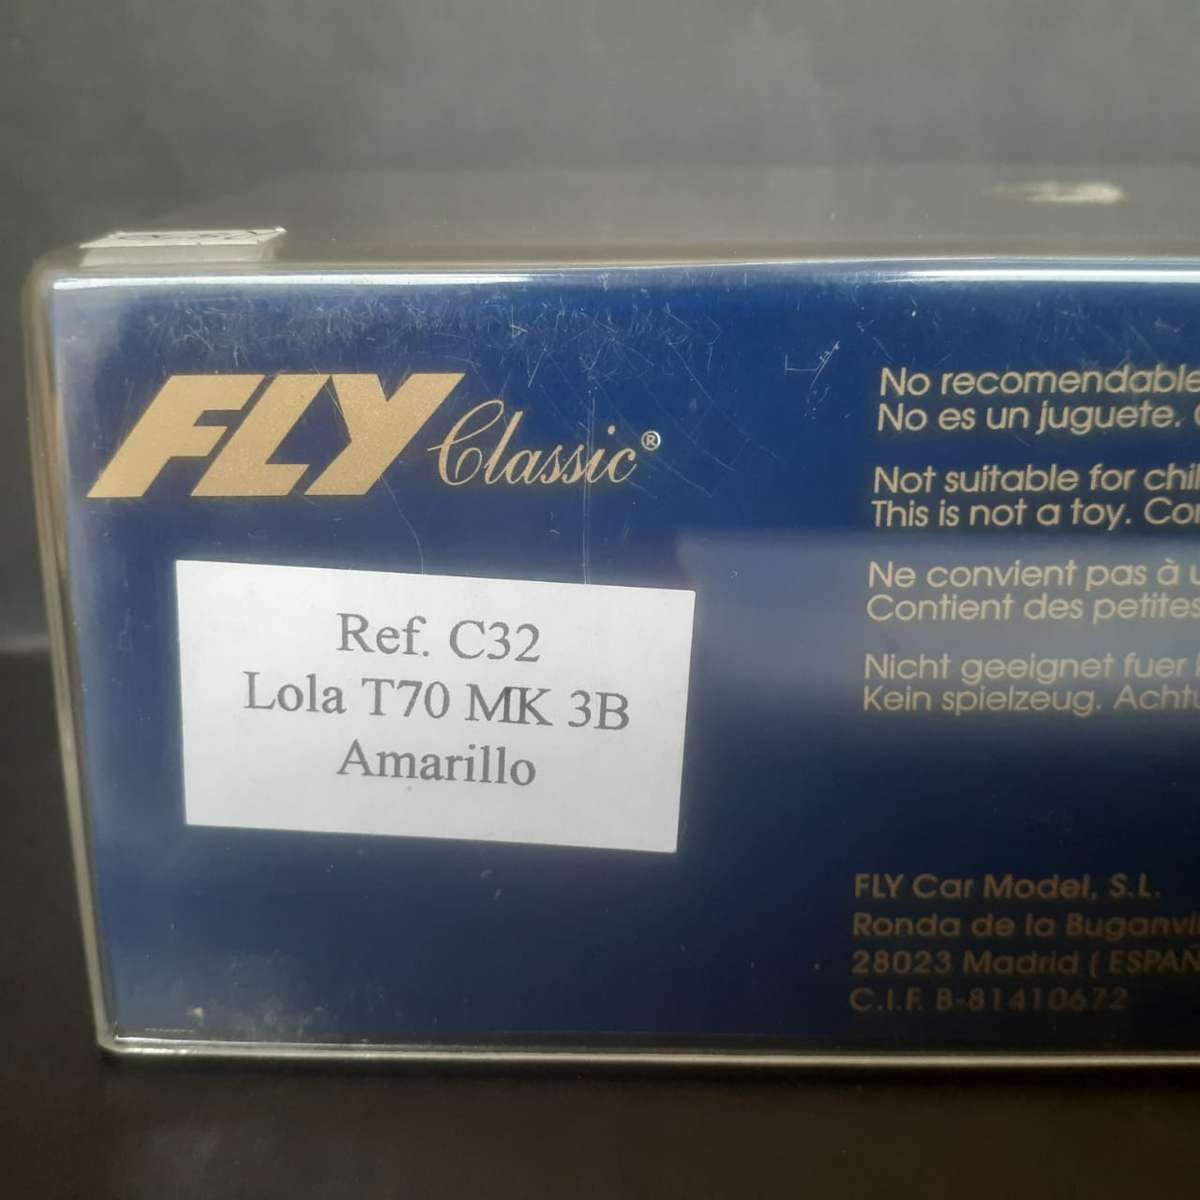 FLY Classic®
Ref. C32
Lola T70 MK 3B
Amarillo
No recomendable
No es un juguete.
Not suitable for
This is not a toy.
Ne convient pas à
Contient des petites
Nicht geeignet fuer
Kein spielzeug.
FLY Car Model, S.L.
Ronda de la
28023 Madrid (
C.I.F. B-81410672